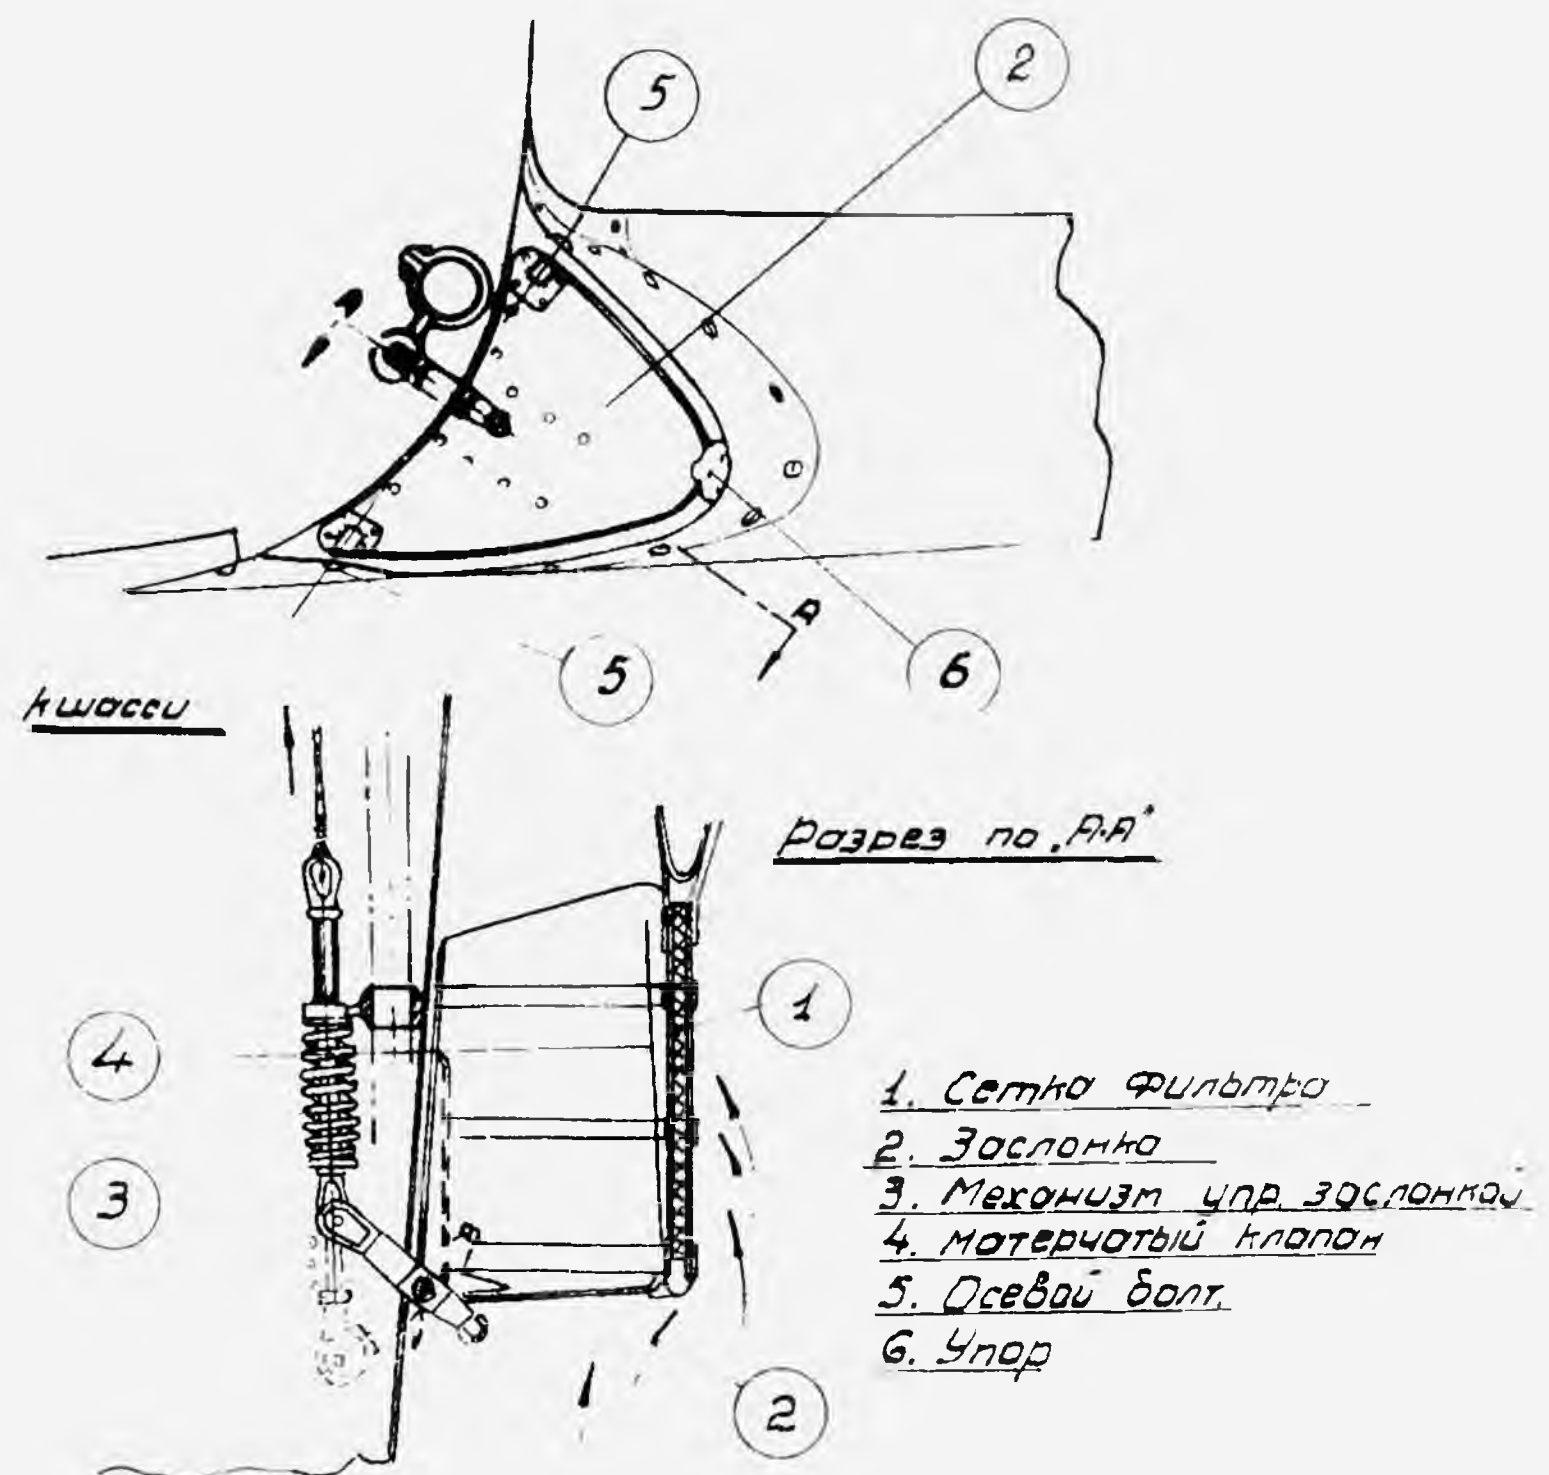 5
2
A
5
6
к шасси
Разрез по „А-А"
4
1
3
А
2
1. Сетка Фильтра
2. Заслонка
3. Механизм упр. заслонкой
4. Матерчатый клапан
5. Осевой болт.
6. Упор